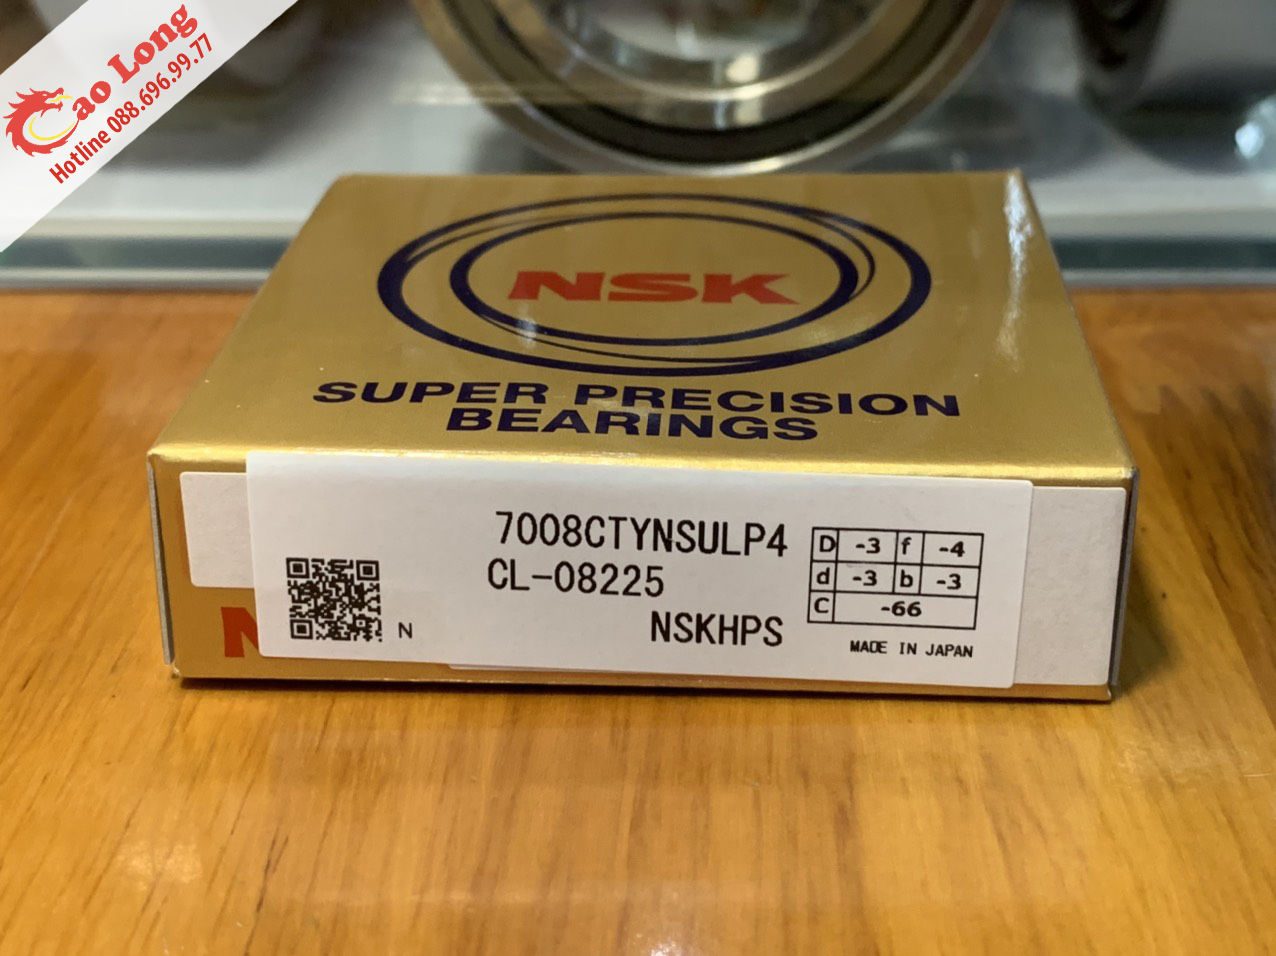 Cao Long
Hotline 088.696.99.77
NSK
SUPER PRECISION
BEARINGS
7008CTYNSULP4
CL-08225
NSKHPS
N
D -3 f -4
d -3 b -3
C -66
MADE IN JAPAN
N